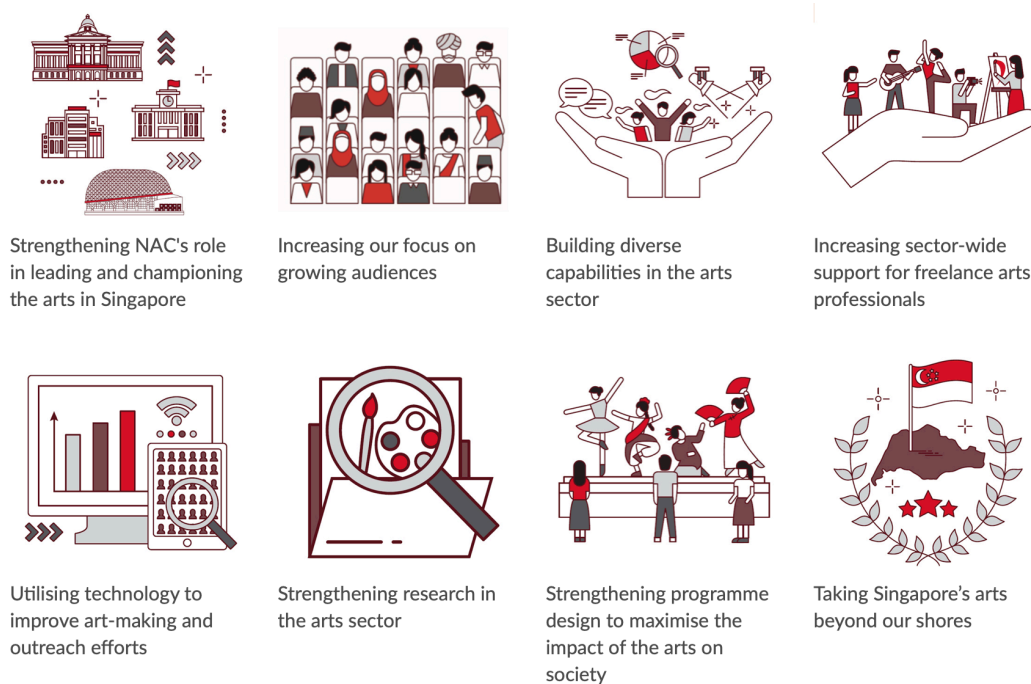 Strengthening NAC's role
in leading and championing
the arts in Singapore
Increasing our focus on
growing audiences
Building diverse
capabilities in the arts
sector
Increasing sector-wide
support for freelance arts
professionals
Utilising technology to
improve art-making and
outreach efforts
Strengthening research in
the arts sector
Strengthening programme
design to maximise the
impact of the arts on
society
Taking Singapore’s arts
beyond our shores